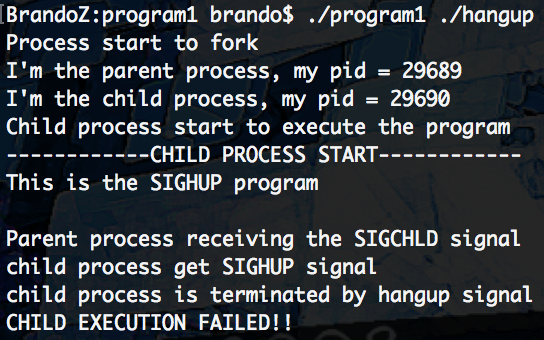 BrandoZ:program1 brando$ ./program1 ./hangup
Process start to fork
I'm the parent process, my pid = 29689
I'm the child process, my pid = 29690
Child process start to execute the program
------------CHILD PROCESS START------------
This is the SIGHUP program
Parent process receiving the SIGCHLD signal
child process get SIGHUP signal
child process is terminated by hangup signal
CHILD EXECUTION FAILED!!